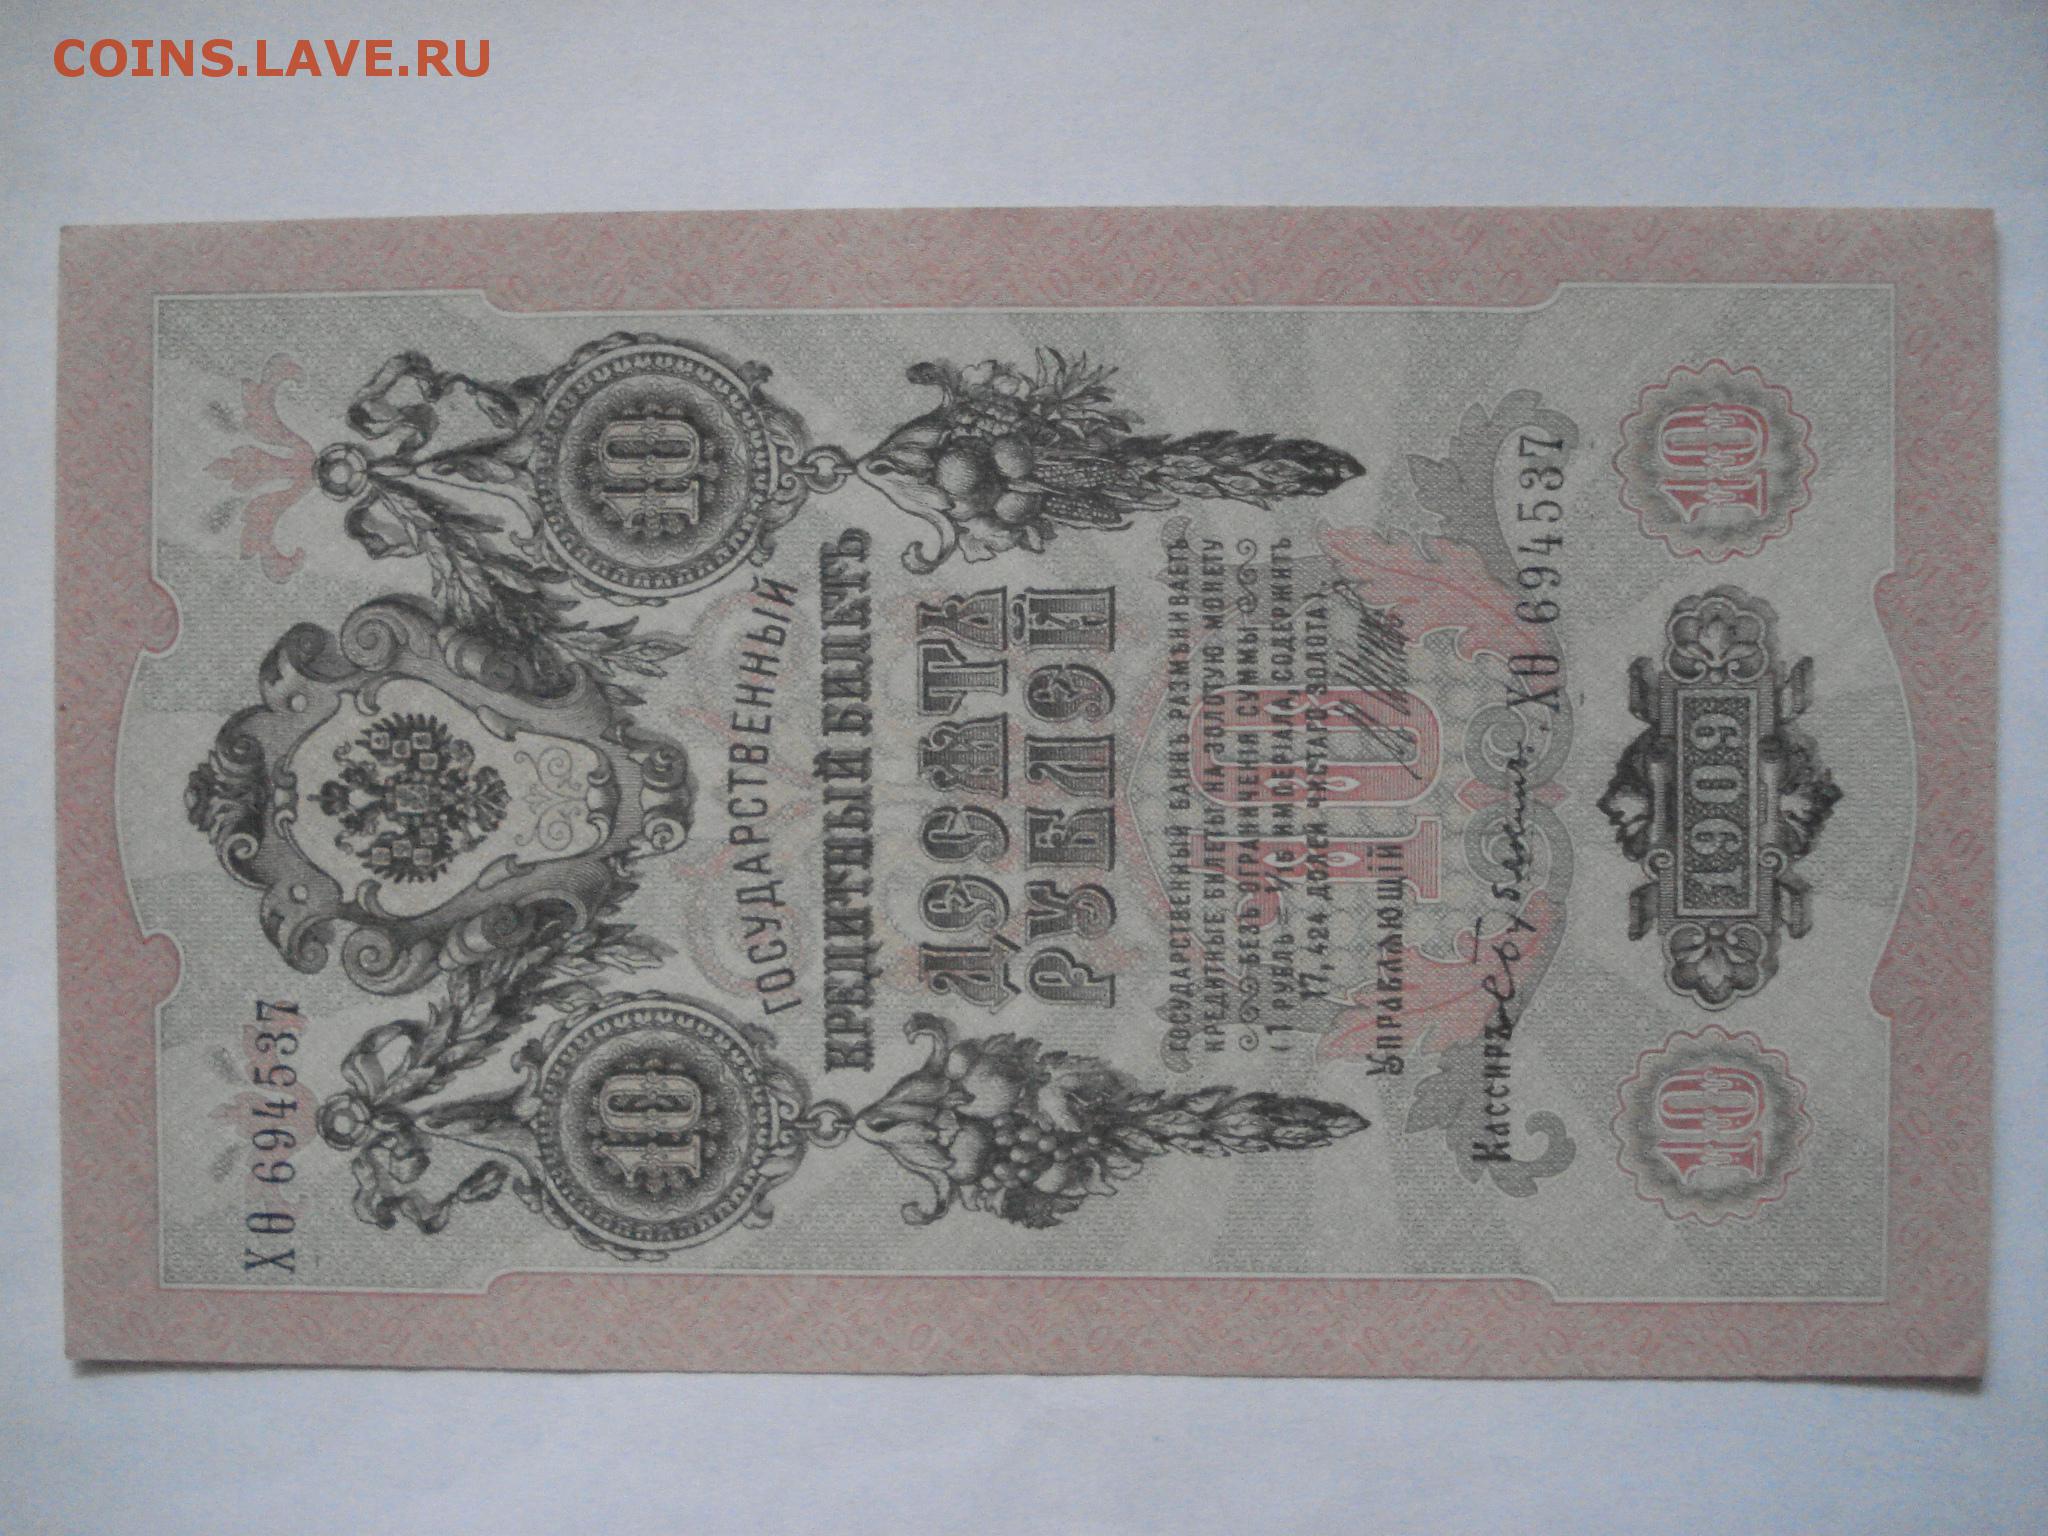 COINS.LAVE.RU
ХѲ 694537
10
10
ГОСУДАРСТВЕННЫЙ
КРЕДИТНЫЙ БИЛЕТЪ
ДЕСЯТЬ
РУБЛЕЙ
ГОСУДАРСТВЕННЫЙ БАНКЪ РАЗМѢНИВАЕТЪ
КРЕДИТНЫЕ БИЛЕТЫ НА ЗОЛОТУЮ МОНЕТУ
БЕЗЪ ОГРАНИЧЕНІЯ СУММЫ
(1 РУБЛЬ = 1/15 ИМПЕРІАЛА, СОДЕРЖИТЪ
17,424 ДОЛЕЙ ЧИСТАГО ЗОЛОТА).
10
УПРАВЛЯЮЩІЙ
Кассиръ
ХѲ 694537
10
1909
10